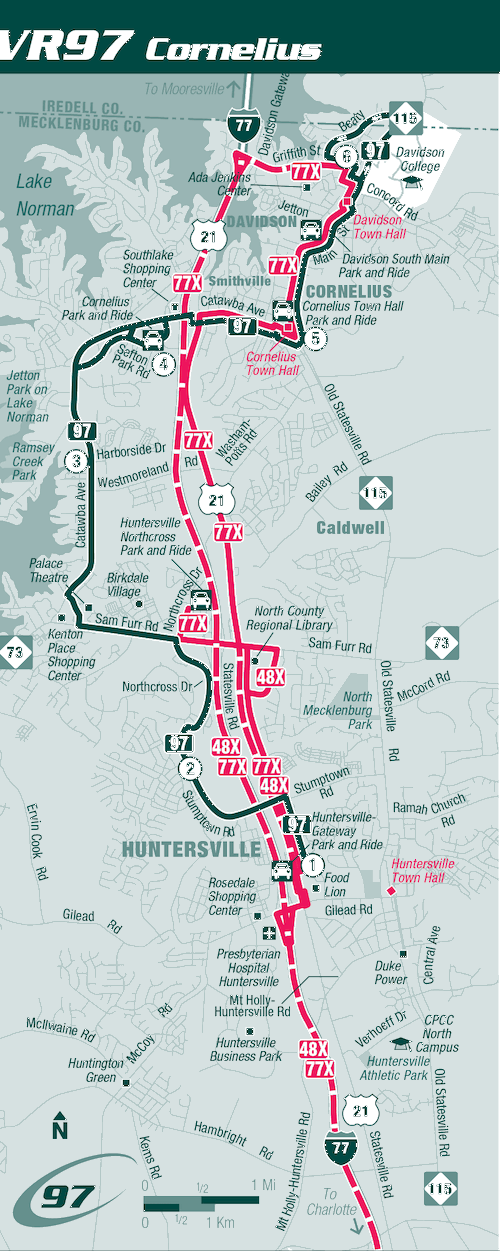 VR97 Cornelius
To Mooresville
IREDELL CO.
MECKLENBURG CO.
77
Davidson Gateway
Beaty
115
Griffith St
6
97
77X
Davidson
College
Lake
Norman
Ada Jenkins
Center
Concord Rd
Jetton
Davidson
Town Hall
DAVIDSON
21
Main St
Davidson South Main
Park and Ride
Southlake
Shopping
Center
77X
Smithville
77X
CORNELIUS
Cornelius
Park and Ride
Catawba Ave
Cornelius Town Hall
Park and Ride
97
5
Sefton
Park Rd
4
Cornelius
Town Hall
Jetton
Park on
Lake
Norman
Old Statesville Rd
97
Ramsey
Creek
Park
3
Harborside Dr
77X
Washam-
Potts Rd
Westmoreland Rd
Bailey Rd
21
115
Catawba Ave
Caldwell
Huntersville
Northcross
Park and Ride
77X
Palace
Theatre
Birkdale
Village
Northcross Dr
North County
Regional Library
Sam Furr Rd
77X
Sam Furr Rd
73
73
Kenton
Place
Shopping
Center
48X
Northcross Dr
Statesville Rd
McCord Rd
North
Mecklenburg
Park
Old Statesville Rd
97
2
48X
77X
77X
48X
Stumptown
Rd
Stumptown Rd
97
Huntersville-
Gateway
Park and Ride
Ramah Church
Rd
Ervin Cook Rd
HUNTERSVILLE
1
Huntersville
Town Hall
Food
Lion
Rosedale
Shopping
Center
Gilead Rd
Gilead Rd
Presbyterian
Hospital
Huntersville
Duke
Power
Central Ave
Mt Holly-
Huntersville Rd
McIlwaine Rd
McCoy Rd
Huntersville
Business Park
Verhoeff Dr
CPCC
North
Campus
48X
77X
Huntersville
Athletic Park
Huntington
Green
Old Statesville Rd
21
N
Hambright Rd
77
Kerns Rd
Mt Holly-Huntersville Rd
Statesville Rd
97
0 1/2 1 Mi
0 1/2 1 Km
To
Charlotte
115